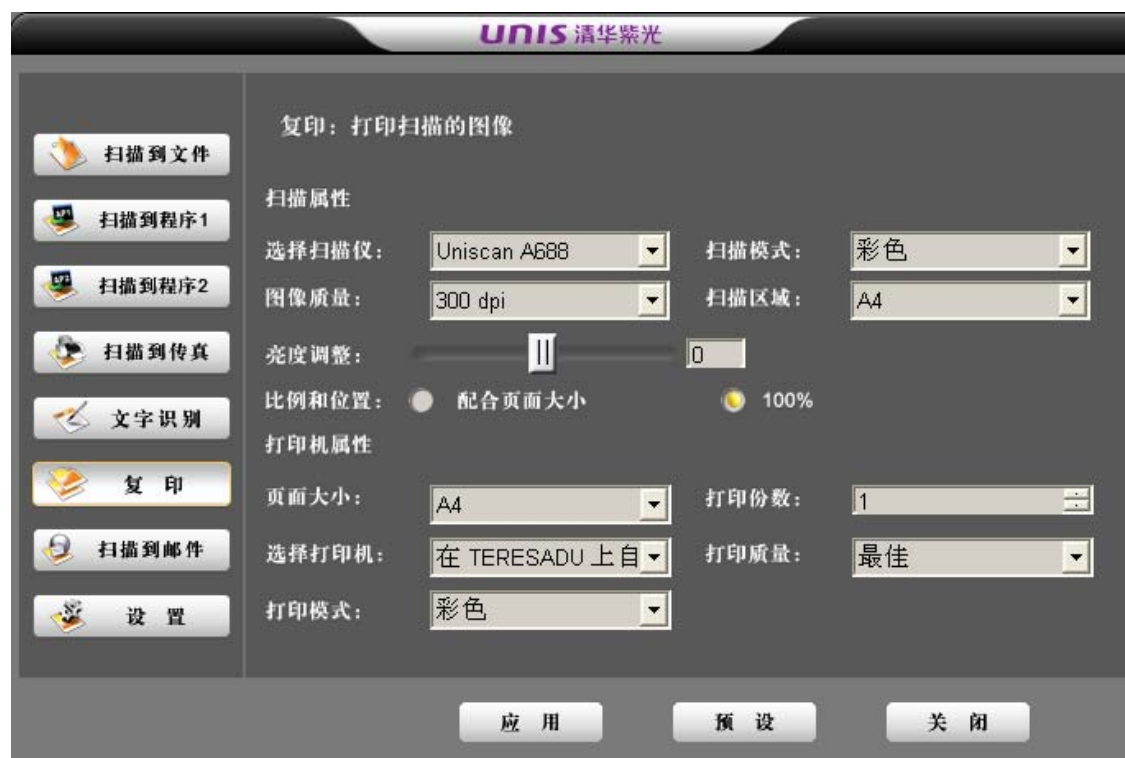 UNIS 清华紫光
扫描到文件
扫描到程序1
扫描到程序2
扫描到传真
文字识别
复 印
扫描到邮件
设 置
复印：打印扫描的图像
扫描属性
选择扫描仪： Uniscan A688 扫描模式： 彩色
图像质量： 300 dpi 扫描区域： A4
亮度调整： 0
比例和位置： 配合页面大小 100%
打印机属性
页面大小： A4 打印份数： 1
选择打印机： 在 TERESADU 上自 打印质量： 最佳
打印模式： 彩色
应 用 预 设 关 闭